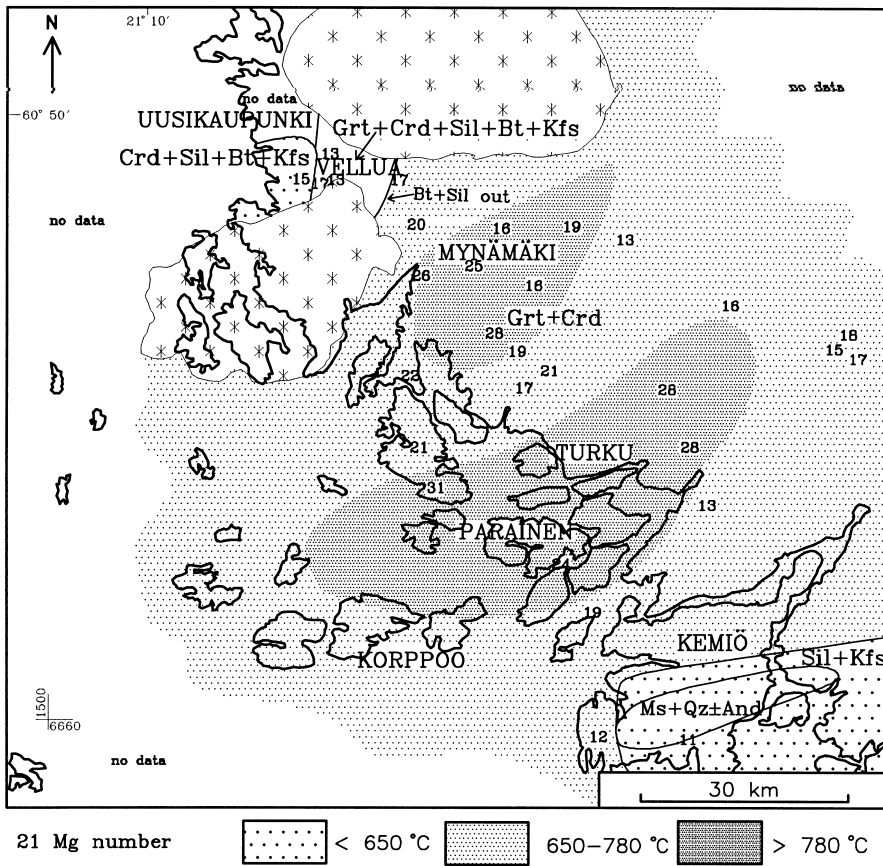 N
21° 10'
no data
no data
60° 50'
UUSIKAUPUNKI
Grt+Crd+Sil+Bt+Kfs
13
Crd+Sil+Bt+Kfs
VELLUA
15 13 17
Bt+Sil out
no data
20 16 19 13
MYNÄMÄKI
25
26
16
16
Grt+Crd
28
18
19
15
17
22 21
17 28
21
TURKU
28
31
13
PARAINEN
19
KEMIÖ
Sil+Kfs
KORPPOO
Ms+Qz±And
1500
6660
12 11
no data
30 km
21 Mg number < 650 °C 650–780 °C > 780 °C